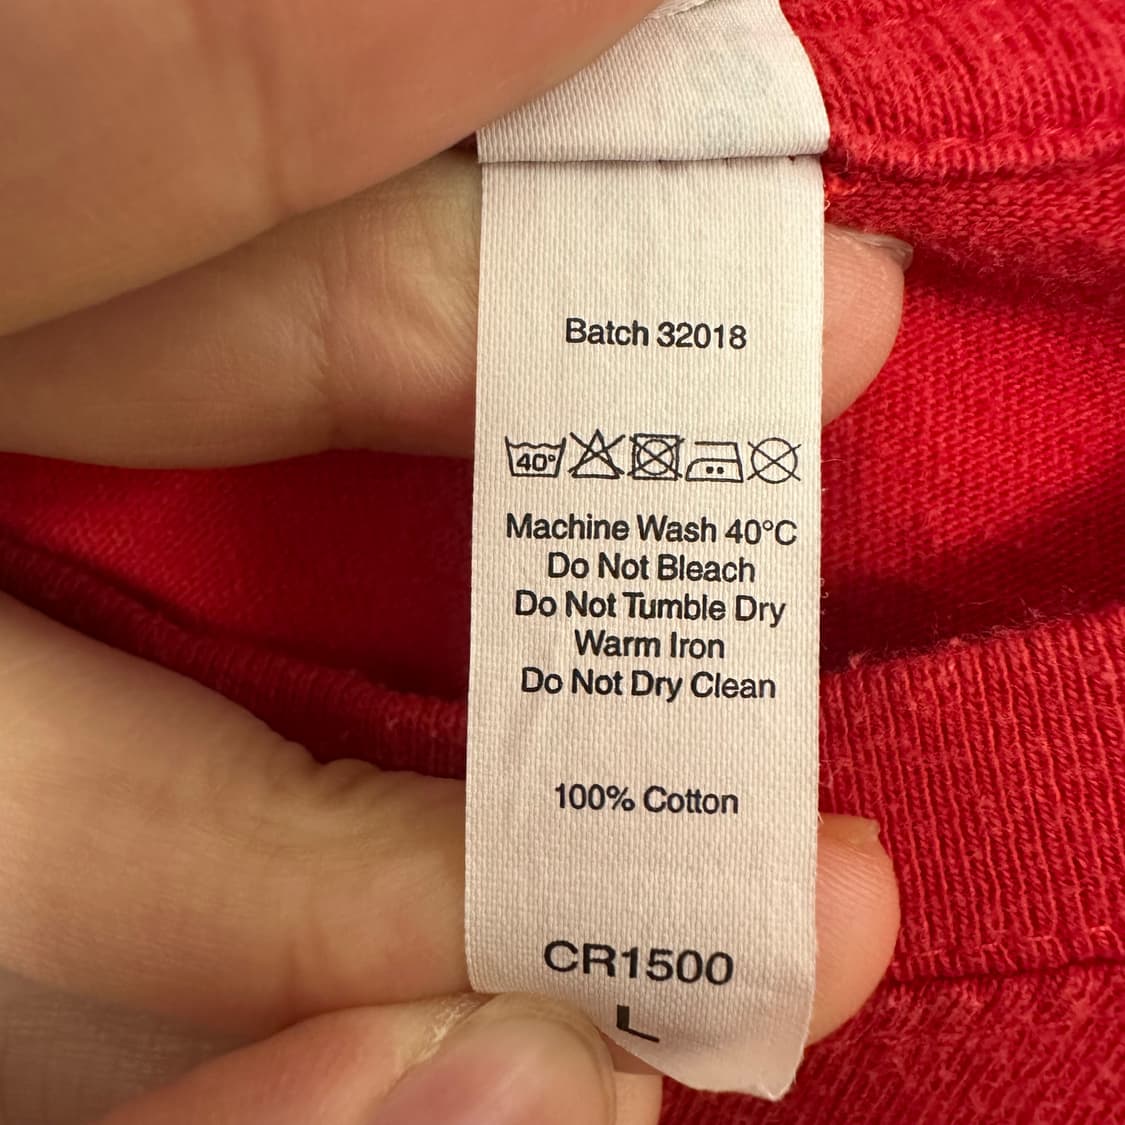 Batch 32018
40°
Machine Wash 40°C
Do Not Bleach
Do Not Tumble Dry
Warm Iron
Do Not Dry Clean
100% Cotton
CR1500
L